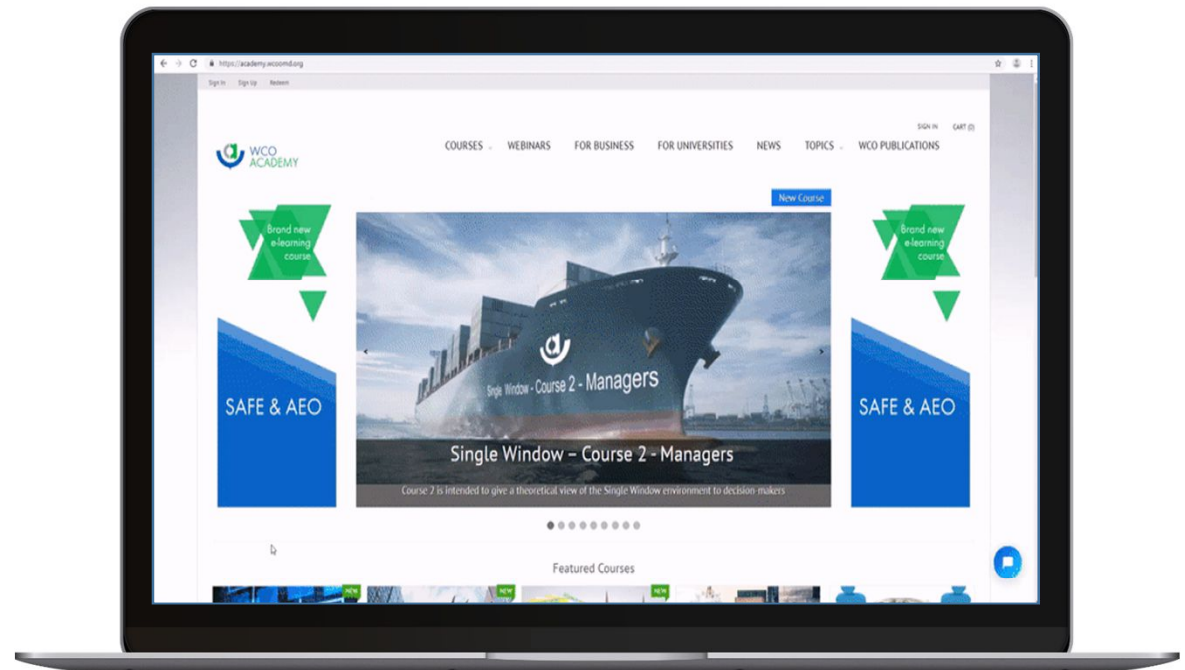 https://academy.wcoomd.org
Sign In Sign Up Redeem
SIGN IN CART (0)
WCO
ACADEMY
COURSES WEBINARS FOR BUSINESS FOR UNIVERSITIES NEWS TOPICS WCO PUBLICATIONS
New Course
Brand new
e-learning
course
SAFE & AEO
Single Window - Course 2 - Managers
Single Window – Course 2 - Managers
Course 2 is intended to give a theoretical view of the Single Window environment to decision-makers
Brand new
e-learning
course
SAFE & AEO
Featured Courses
NEW
NEW
NEW